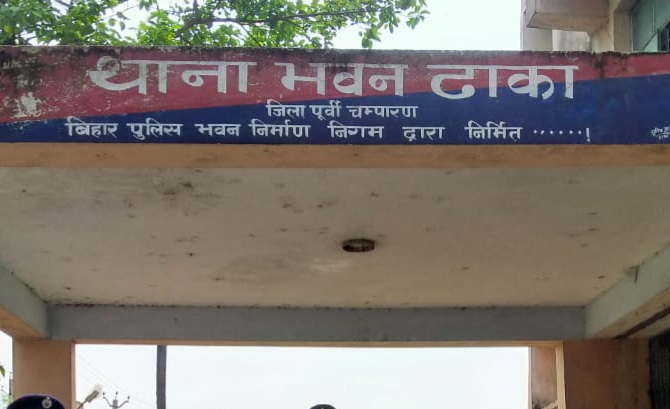 थाना भवन ढाका
जिला पूर्वी चम्पारण
बिहार पुलिस भवन निर्माण निगम द्वारा निर्मित ······!